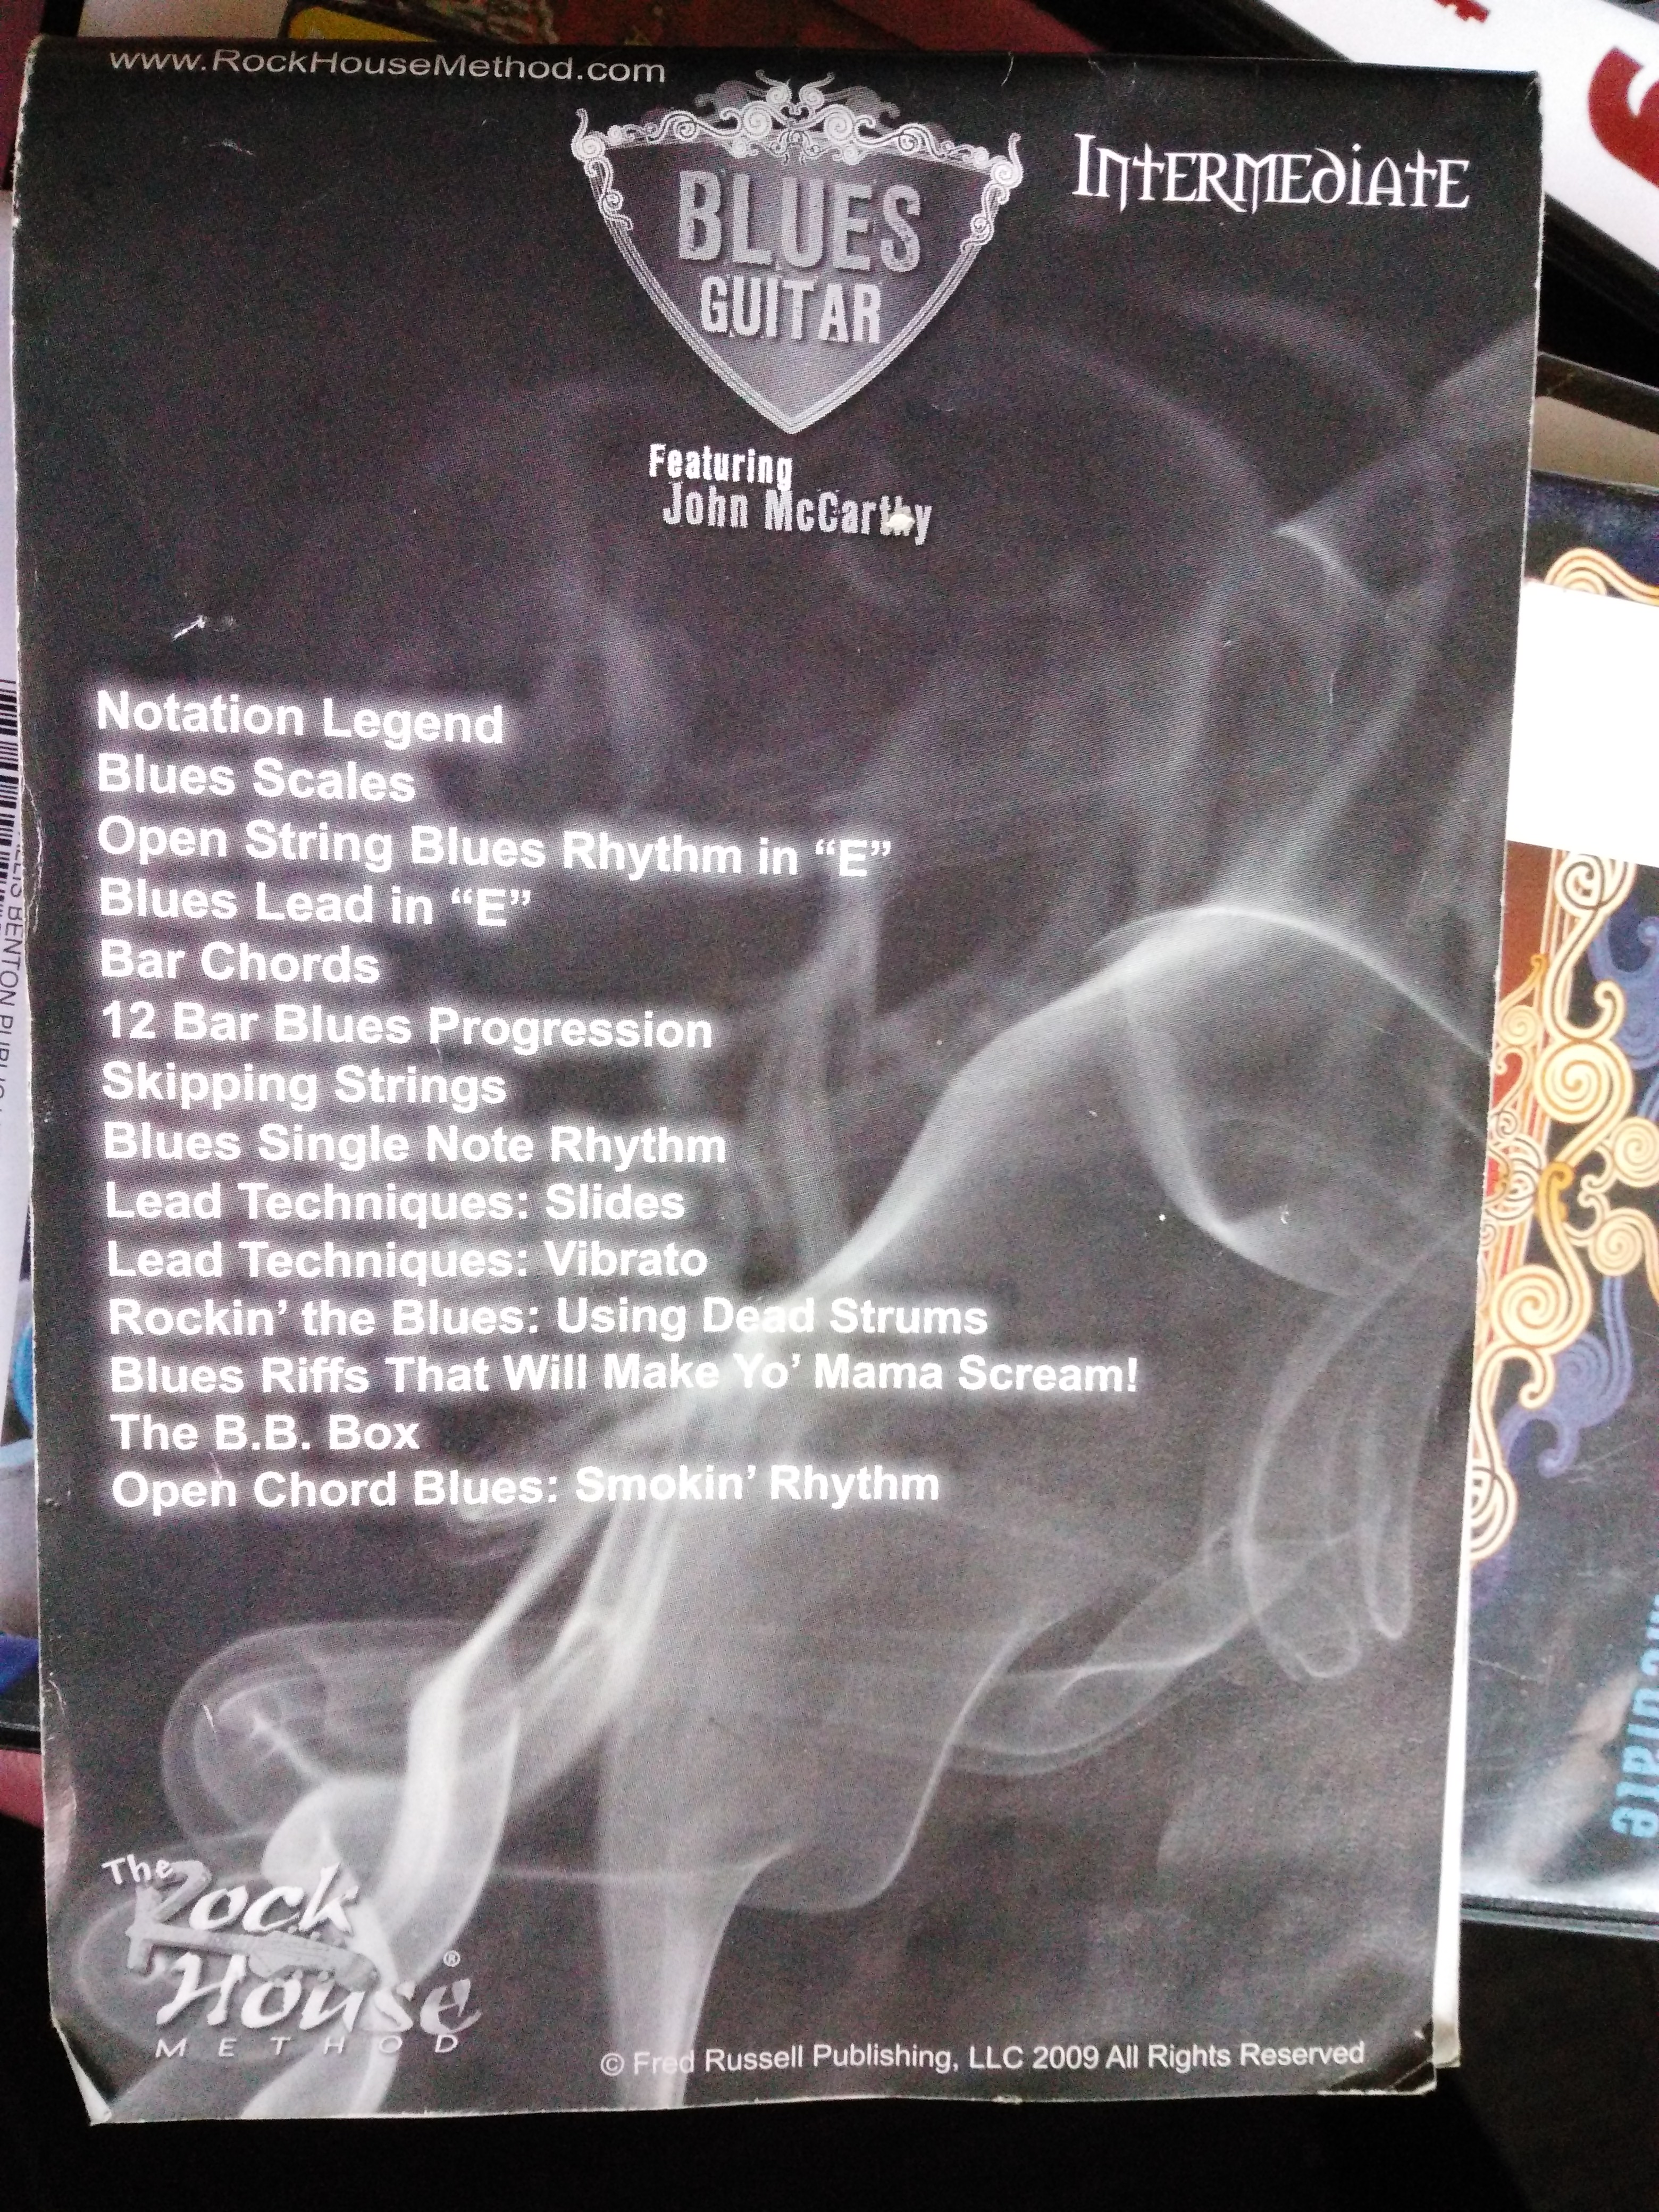 www.RockHouseMethod.com
BLUES
GUITAR
INTERMEDIATE
Featuring
John McCarthy
Notation Legend
Blues Scales
Open String Blues Rhythm in “E”
Blues Lead in “E”
Bar Chords
12 Bar Blues Progression
Skipping Strings
Blues Single Note Rhythm
Lead Techniques: Slides
Lead Techniques: Vibrato
Rockin’ the Blues: Using Dead Strums
Blues Riffs That Will Make Yo’ Mama Scream!
The B.B. Box
Open Chord Blues: Smokin’ Rhythm
The
Rock
House®
METHOD
© Fred Russell Publishing, LLC 2009 All Rights Reserved
BENTON